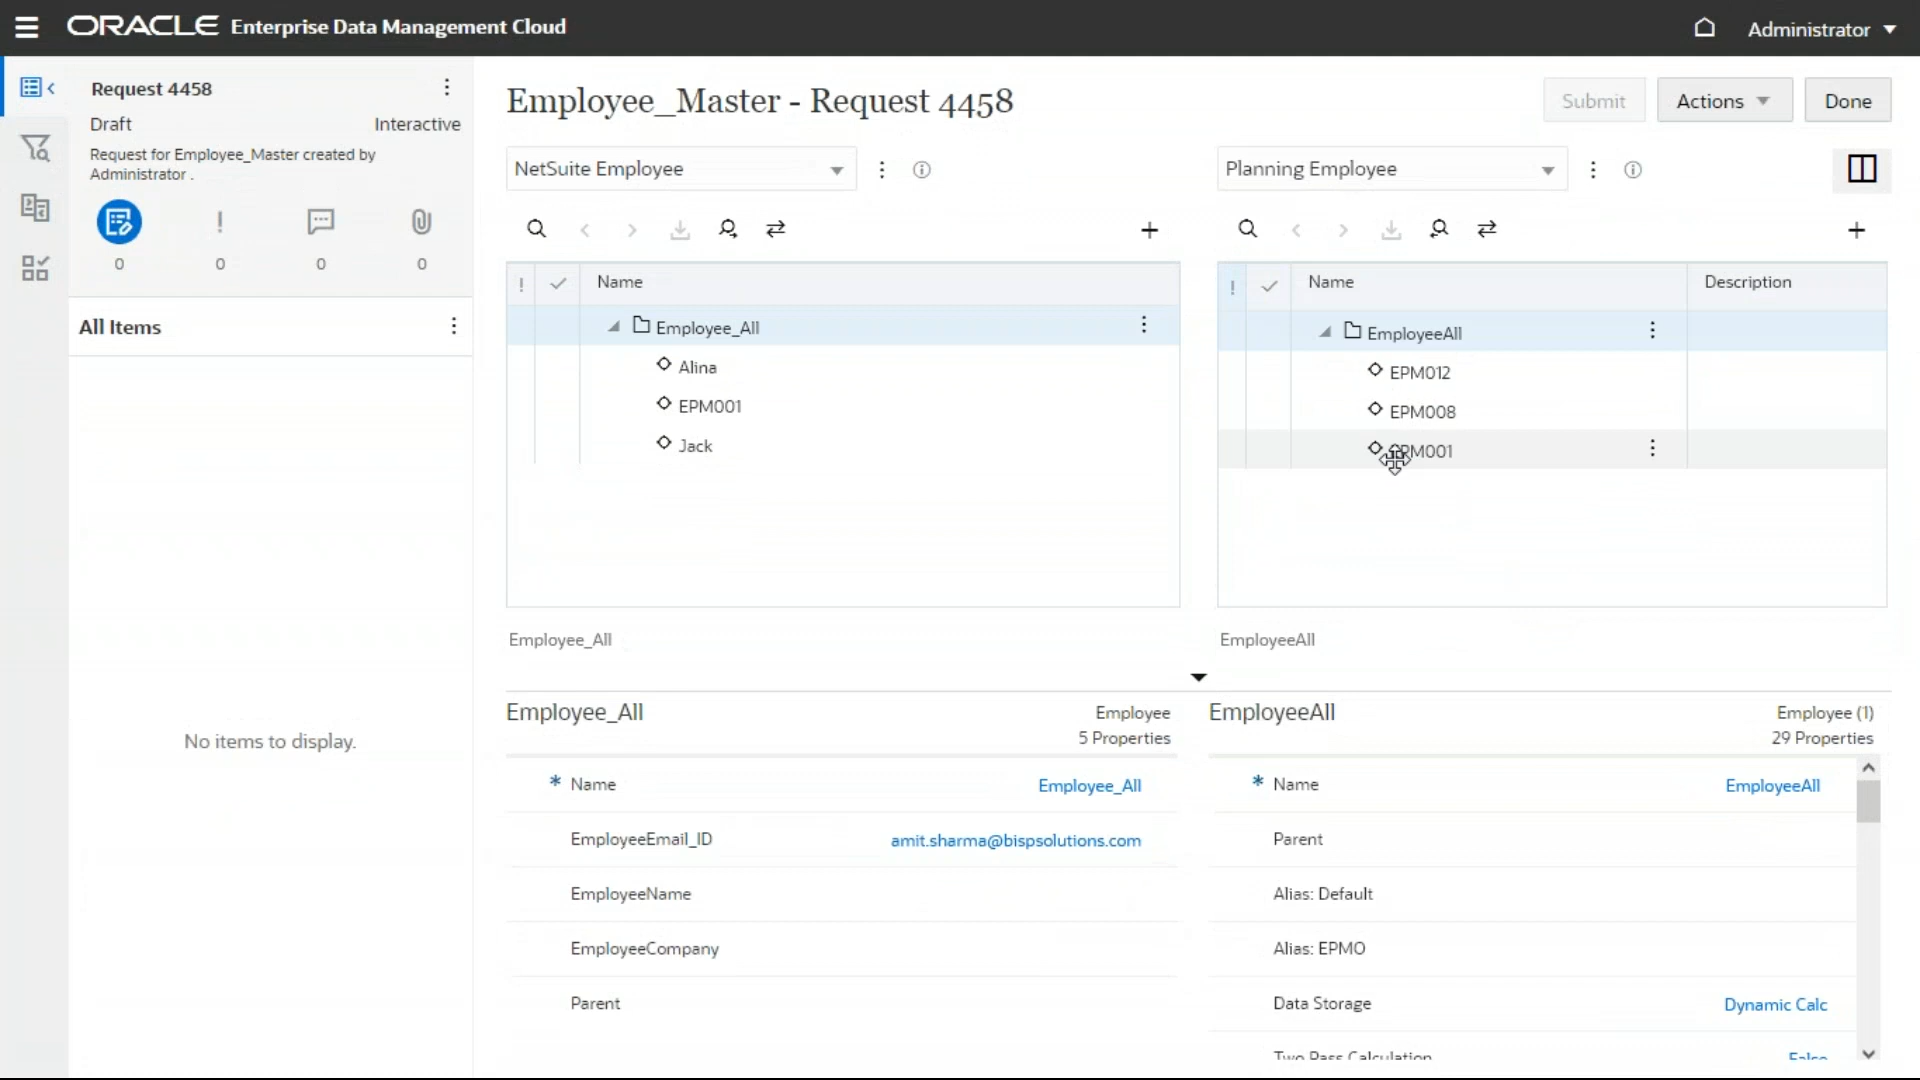 ORACLE Enterprise Data Management Cloud
Administrator
Request 4458
Draft
Interactive
Request for Employee_Master created by
Administrator .
0
0
0
0
All Items
No items to display.
Employee_Master - Request 4458
Submit
Actions
Done
NetSuite Employee
Planning Employee
Name
Employee_All
Alina
EPM001
Jack
Name
Description
EmployeeAll
EPM012
EPM008
EPM001
Employee_All
EmployeeAll
Employee_All
Employee
5 Properties
* Name
Employee_All
EmployeeEmail_ID
amit.sharma@bispsolutions.com
EmployeeName
EmployeeCompany
Parent
EmployeeAll
Employee (1)
29 Properties
* Name
EmployeeAll
Parent
Alias: Default
Alias: EPMO
Data Storage
Dynamic Calc
Two Pass Calculation
False